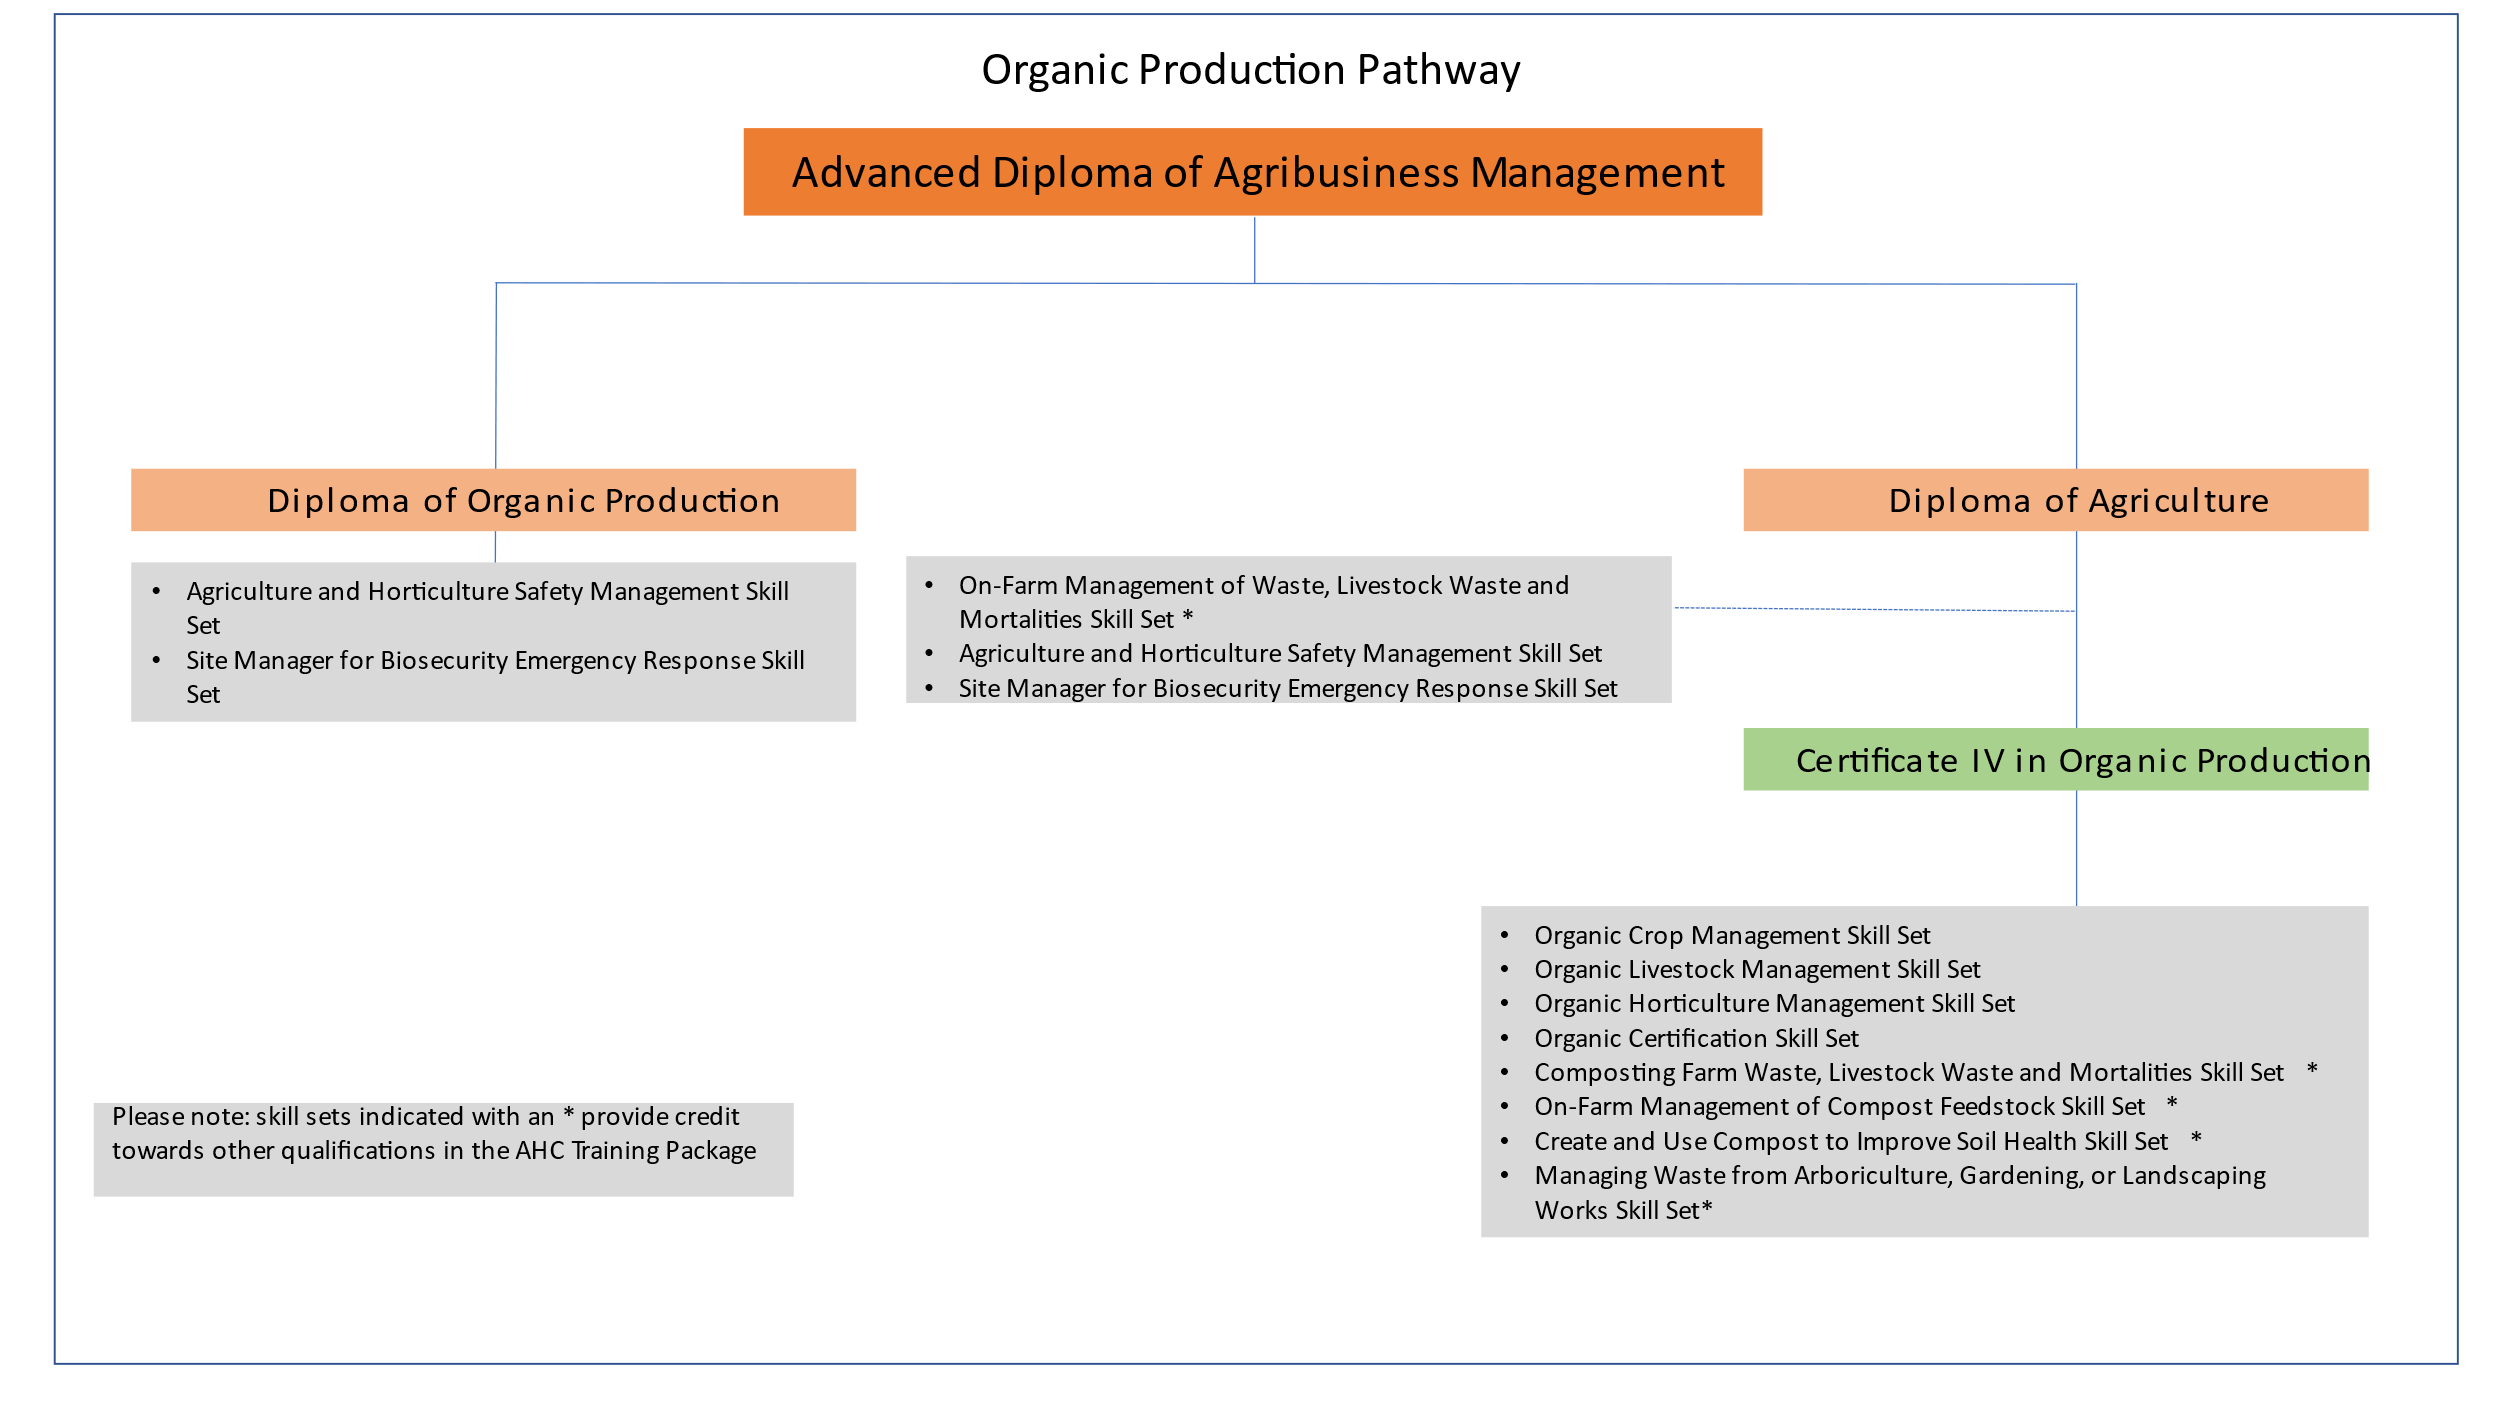 Organic Production Pathway
Advanced Diploma of Agribusiness Management
Diploma of Organic Production
Diploma of Agriculture
• Agriculture and Horticulture Safety Management Skill
Set
• Site Manager for Biosecurity Emergency Response Skill
Set
• On-Farm Management of Waste, Livestock Waste and
Mortalities Skill Set *
• Agriculture and Horticulture Safety Management Skill Set
• Site Manager for Biosecurity Emergency Response Skill Set
Certificate IV in Organic Production
• Organic Crop Management Skill Set
• Organic Livestock Management Skill Set
• Organic Horticulture Management Skill Set
• Organic Certification Skill Set
• Composting Farm Waste, Livestock Waste and Mortalities Skill Set *
• On-Farm Management of Compost Feedstock Skill Set *
• Create and Use Compost to Improve Soil Health Skill Set *
• Managing Waste from Arboriculture, Gardening, or Landscaping
Works Skill Set*
Please note: skill sets indicated with an * provide credit
towards other qualifications in the AHC Training Package